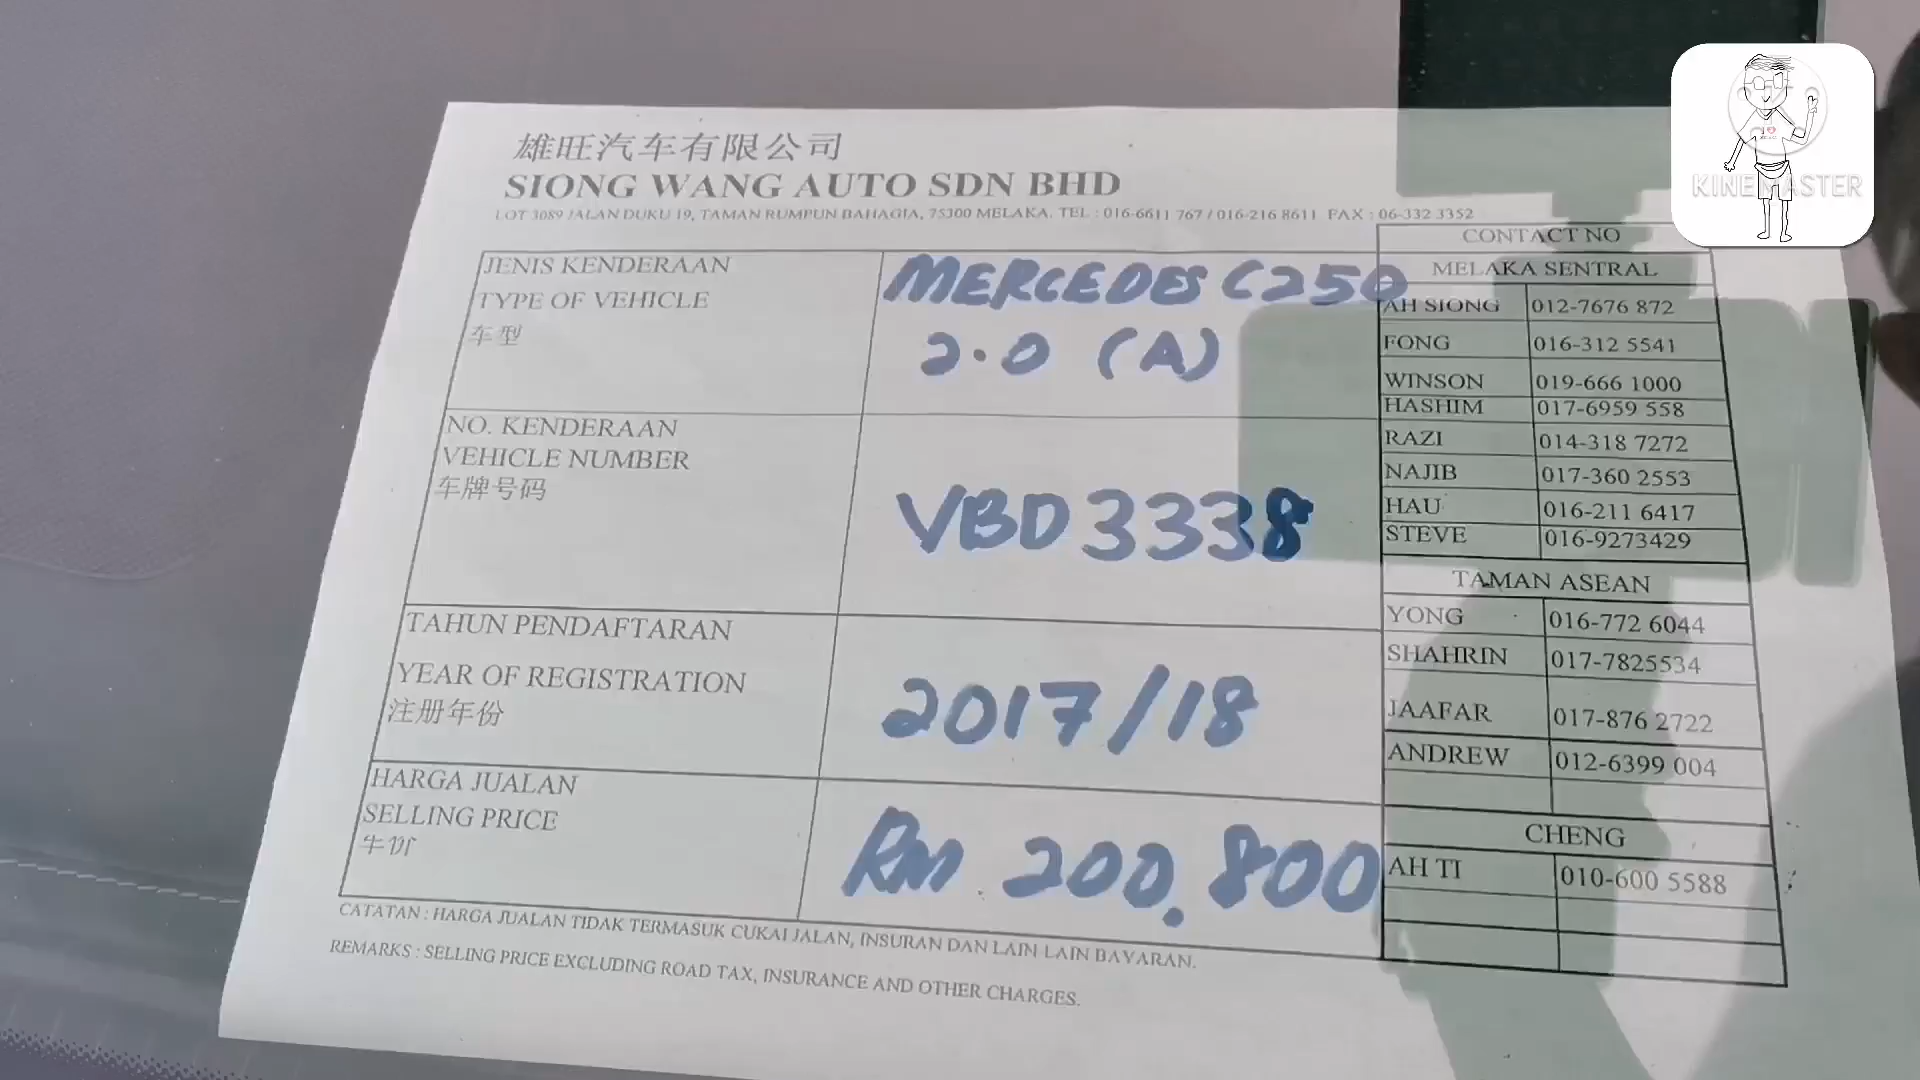 雄旺汽车有限公司
SIONG WANG AUTO SDN BHD
LOT 3089 JALAN DUKU 19, TAMAN RUMPUN BAHAGIA, 75300 MELAKA. TEL : 016-6611 767 / 016-216 8611 FAX : 06-332 3352
JENIS KENDERAAN
TYPE OF VEHICLE
车型
MERCEDES C250
2.0 (A)
NO. KENDERAAN
VEHICLE NUMBER
车牌号码
VBD 3338
TAHUN PENDAFTARAN
YEAR OF REGISTRATION
注册年份
2017/18
HARGA JUALAN
SELLING PRICE
RM 200.800
CATATAN : HARGA JUALAN TIDAK TERMASUK CUKAI JALAN, INSURAN DAN LAIN LAIN BAYARAN.
REMARKS : SELLING PRICE EXCLUDING ROAD TAX, INSURANCE AND OTHER CHARGES.
CONTACT NO
MELAKA SENTRAL
AH SIONG 012-7676 872
FONG 016-312 5541
WINSON 019-666 1000
HASHIM 017-6959 558
RAZI 014-318 7272
NAJIB 017-360 2553
HAU 016-211 6417
STEVE 016-9273429
TAMAN ASEAN
YONG 016-772 6044
SHAHRIN 017-7825534
JAAFAR 017-876 2722
ANDREW 012-6399 004
CHENG
AH TI 010-600 5588
KINEMASTER